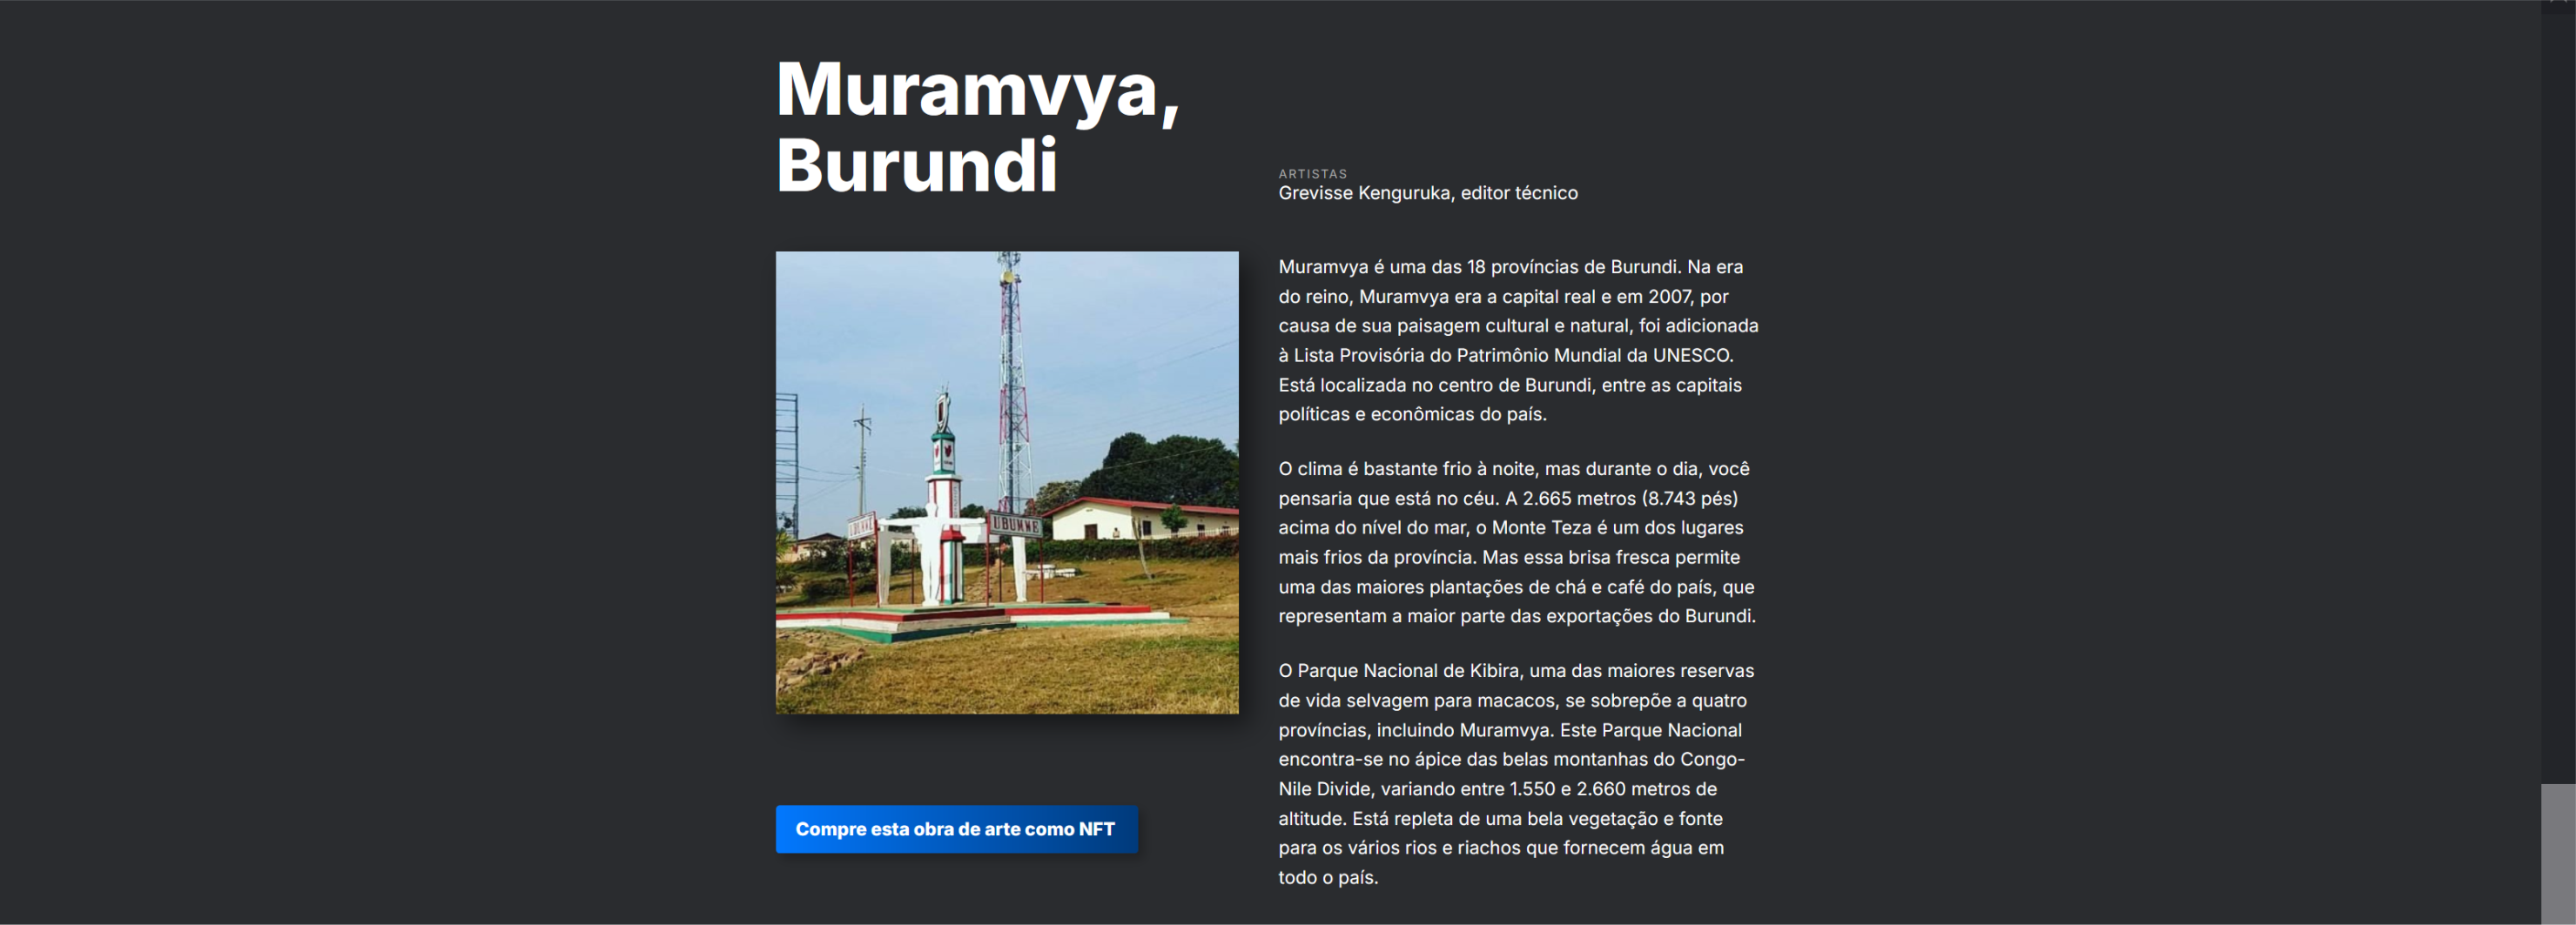 Muramvya,
Burundi
ARTISTAS
Grevisse Kenguruka, editor técnico
UBUMWE
Muramvya é uma das 18 províncias de Burundi. Na era
do reino, Muramvya era a capital real e em 2007, por
causa de sua paisagem cultural e natural, foi adicionada
à Lista Provisória do Patrimônio Mundial da UNESCO.
Está localizada no centro de Burundi, entre as capitais
políticas e econômicas do país.
O clima é bastante frio à noite, mas durante o dia, você
pensaria que está no céu. A 2.665 metros (8.743 pés)
acima do nível do mar, o Monte Teza é um dos lugares
mais frios da província. Mas essa brisa fresca permite
uma das maiores plantações de chá e café do país, que
representam a maior parte das exportações do Burundi.
O Parque Nacional de Kibira, uma das maiores reservas
de vida selvagem para macacos, se sobrepõe a quatro
províncias, incluindo Muramvya. Este Parque Nacional
encontra-se no ápice das belas montanhas do Congo-
Nile Divide, variando entre 1.550 e 2.660 metros de
altitude. Está repleta de uma bela vegetação e fonte
para os vários rios e riachos que fornecem água em
todo o país.
Compre esta obra de arte como NFT